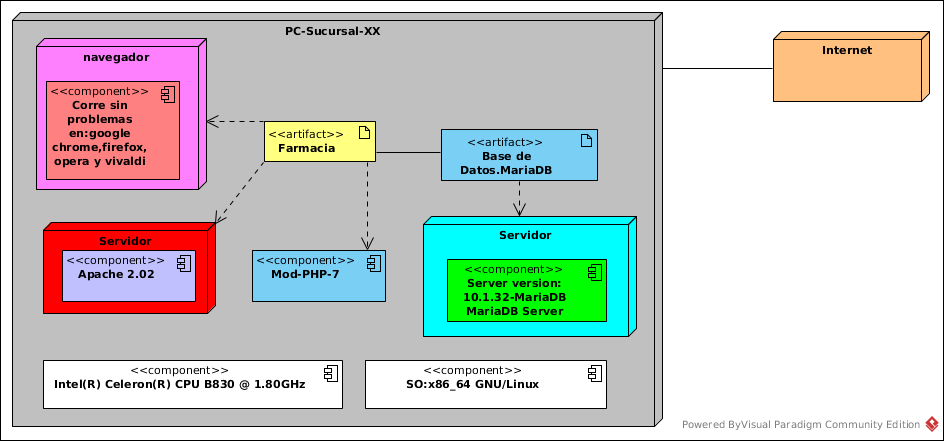 PC-Sucursal-XX
Internet
navegador
<<component>>
Corre sin
problemas
en:google
chrome,firefox,
opera y vivaldi
<<artifact>>
Farmacia
<<artifact>>
Base de
Datos.MariaDB
Servidor
<<component>>
Apache 2.02
<<component>>
Mod-PHP-7
Servidor
<<component>>
Server version:
10.1.32-MariaDB
MariaDB Server
<<component>>
Intel(R) Celeron(R) CPU B830 @ 1.80GHz
<<component>>
SO:x86_64 GNU/Linux
Powered ByVisual Paradigm Community Edition